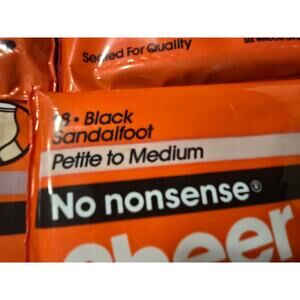 Sealed For Quality
Black
Sandalfoot
Petite to Medium
No nonsense®
Sheer